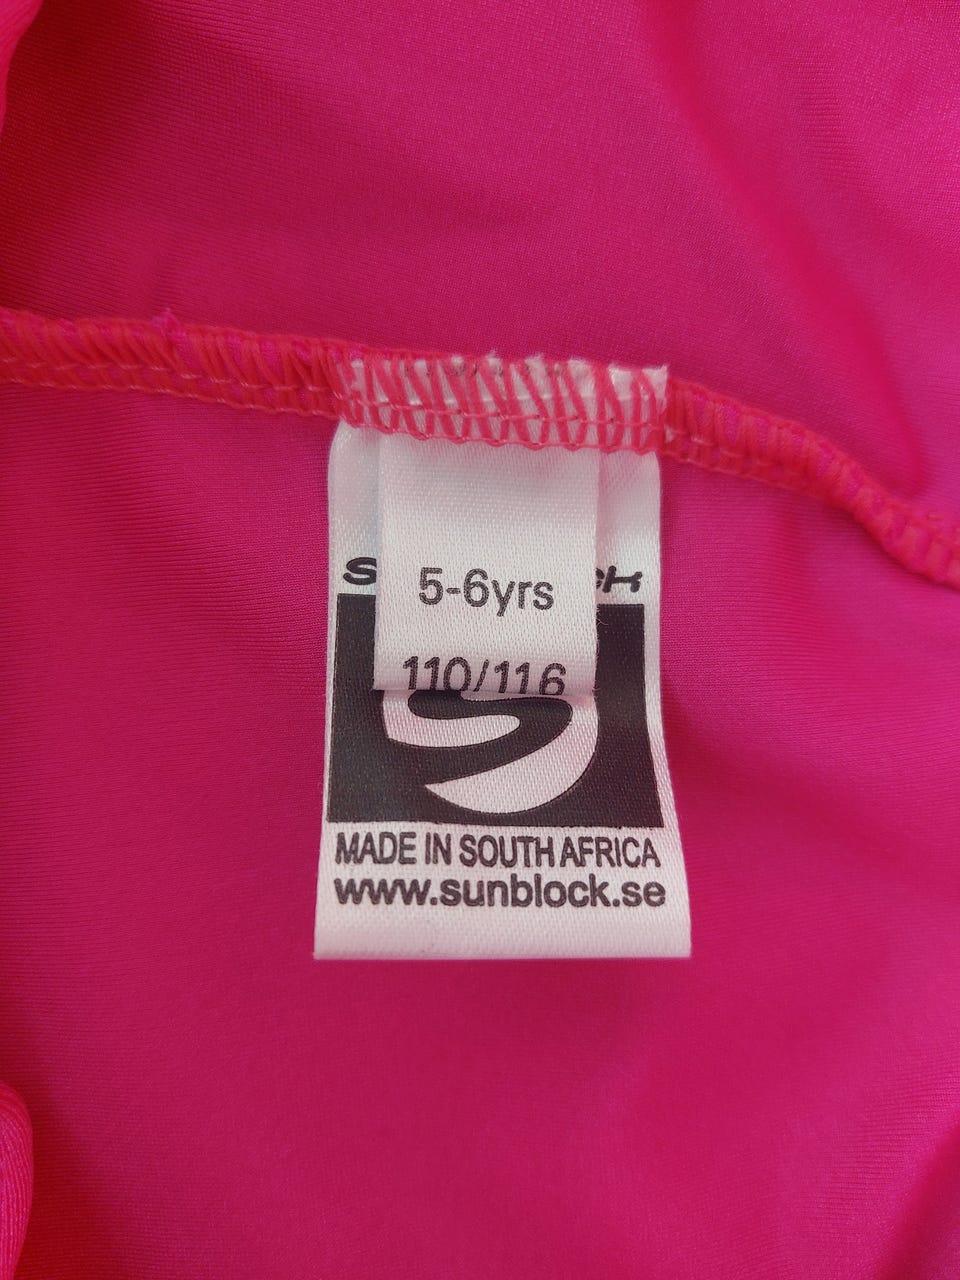 5-6yrs
110/116
MADE IN SOUTH AFRICA
www.sunblock.se